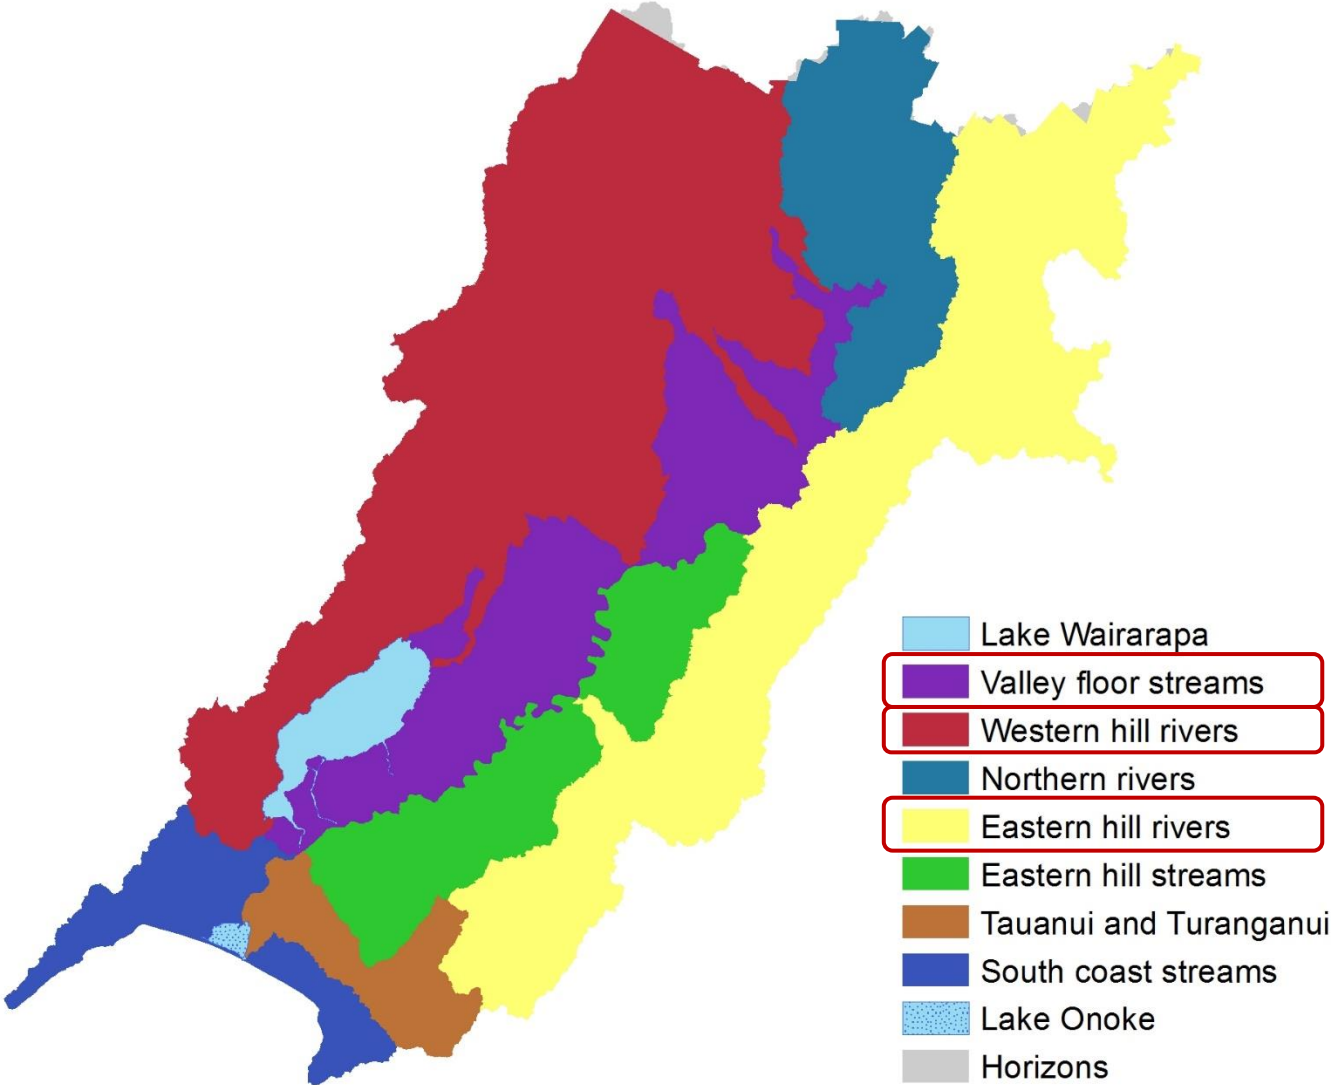 Lake Wairarapa
Valley floor streams
Western hill rivers
Northern rivers
Eastern hill rivers
Eastern hill streams
Tauanui and Turanganui
South coast streams
Lake Onoke
Horizons